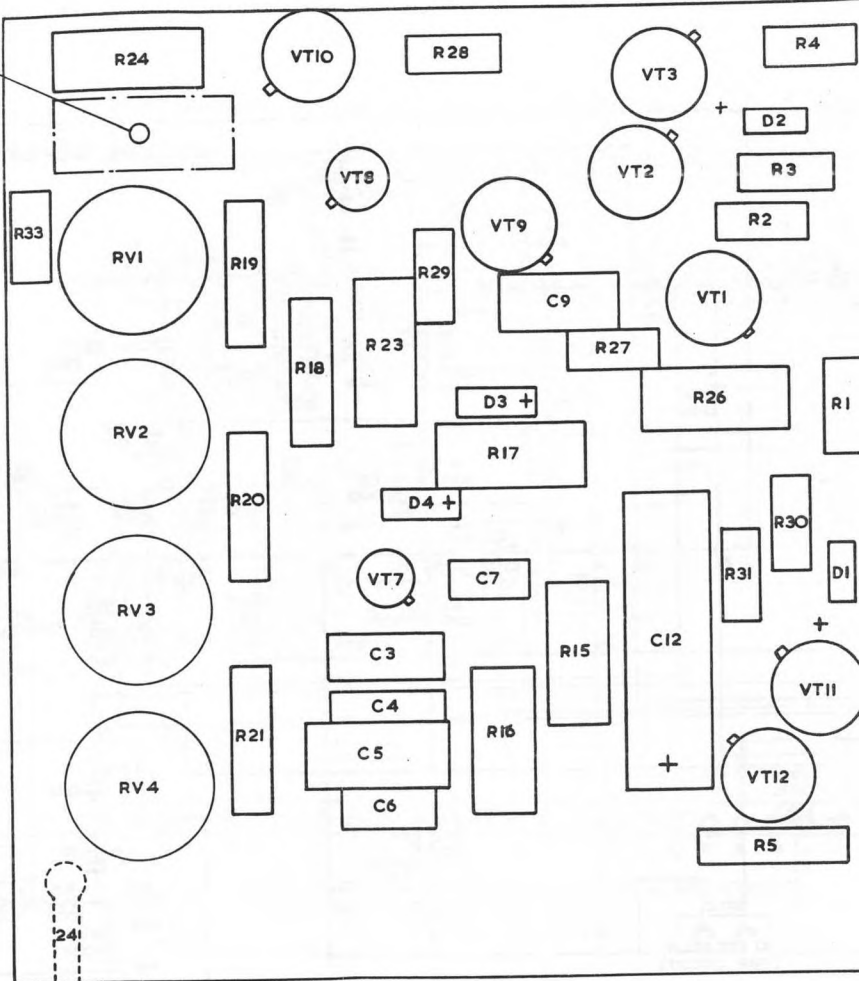 R24
VT10
R28
VT3
R4
+
D2
VT8
VT2
R3
R33
RV1
R19
R29
VT9
R2
C9
VT1
R18
R23
R27
RV2
D3 +
R26
R1
R17
R20
D4 +
R30
VT7
C7
R31
D1
RV3
+
C3
R15
C12
C4
VT11
R21
R16
C5
RV4
+
VT12
C6
R5
24